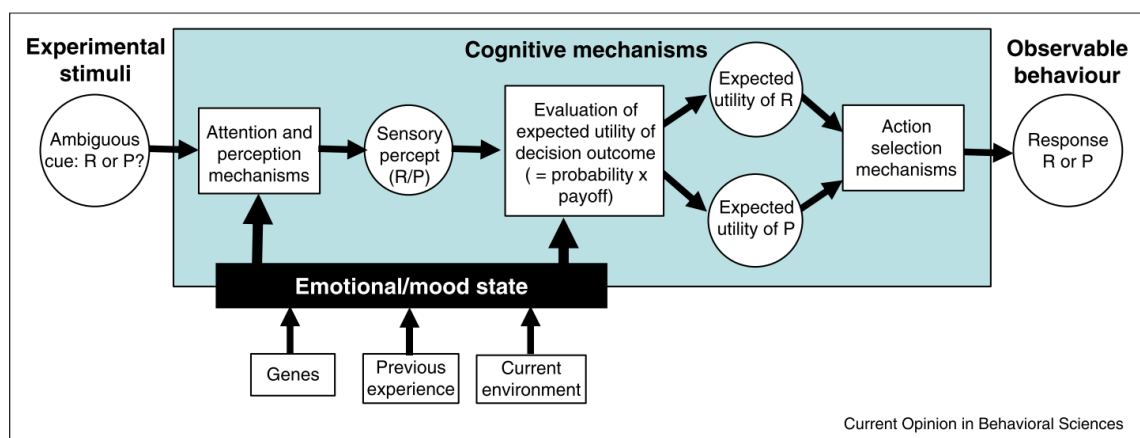 Experimental
stimuli
Cognitive mechanisms
Observable
behaviour
Ambiguous
cue: R or P?
Attention and
perception
mechanisms
Sensory
percept
(R/P)
Evaluation of
expected utility of
decision outcome
( = probability x
payoff)
Expected
utility of R
Expected
utility of P
Action
selection
mechanisms
Response
R or P
Emotional/mood state
Genes
Previous
experience
Current
environment
Current Opinion in Behavioral Sciences